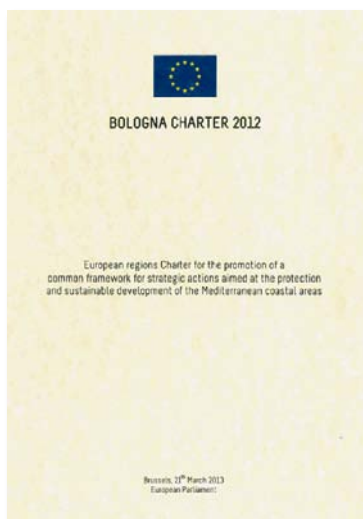 BOLOGNA CHARTER 2012
European regions Charter for the promotion of a
common framework for strategic actions aimed at the protection
and sustainable development of the Mediterranean coastal areas
Brussels, 21st March 2013
European Parliament